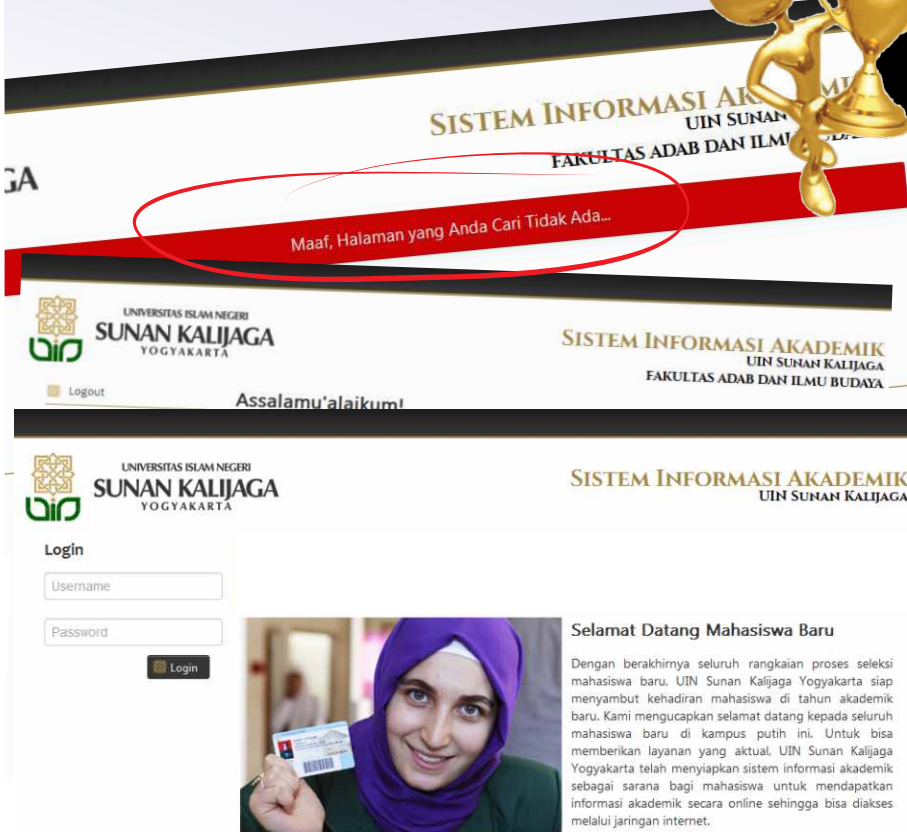 SISTEM INFORMASI
UIN SUNAN
FAKULTAS ADAB DAN
GA
Maaf, Halaman yang Anda Cari Tidak Ada...
UNIVERSITAS ISLAM NEGERI
SUNAN KALIJAGA
YOGYAKARTA
SISTEM INFORMASI AKADEMIK
UIN SUNAN KALIJAGA
FAKULTAS ADAB DAN ILMU BUDAYA
Logout
Assalamu'alaikum!
UNIVERSITAS ISLAM NEGERI
SUNAN KALIJAGA
YOGYAKARTA
SISTEM INFORMASI AKADEMIK
UIN SUNAN KALIJAGA
Login
Username
Password
Login
Selamat Datang Mahasiswa Baru
Dengan berakhirnya seluruh rangkaian proses seleksi
mahasiswa baru, UIN Sunan Kalijaga Yogyakarta siap
menyambut kehadiran mahasiswa di tahun akademik
baru. Kami mengucapkan selamat datang kepada seluruh
mahasiswa baru di kampus putih ini. Untuk bisa
memberikan layanan yang aktual, UIN Sunan Kalijaga
Yogyakarta telah menyiapkan sistem informasi akademik
sebagai sarana bagi mahasiswa untuk mendapatkan
informasi akademik secara online sehingga bisa diakses
melalui jaringan internet.